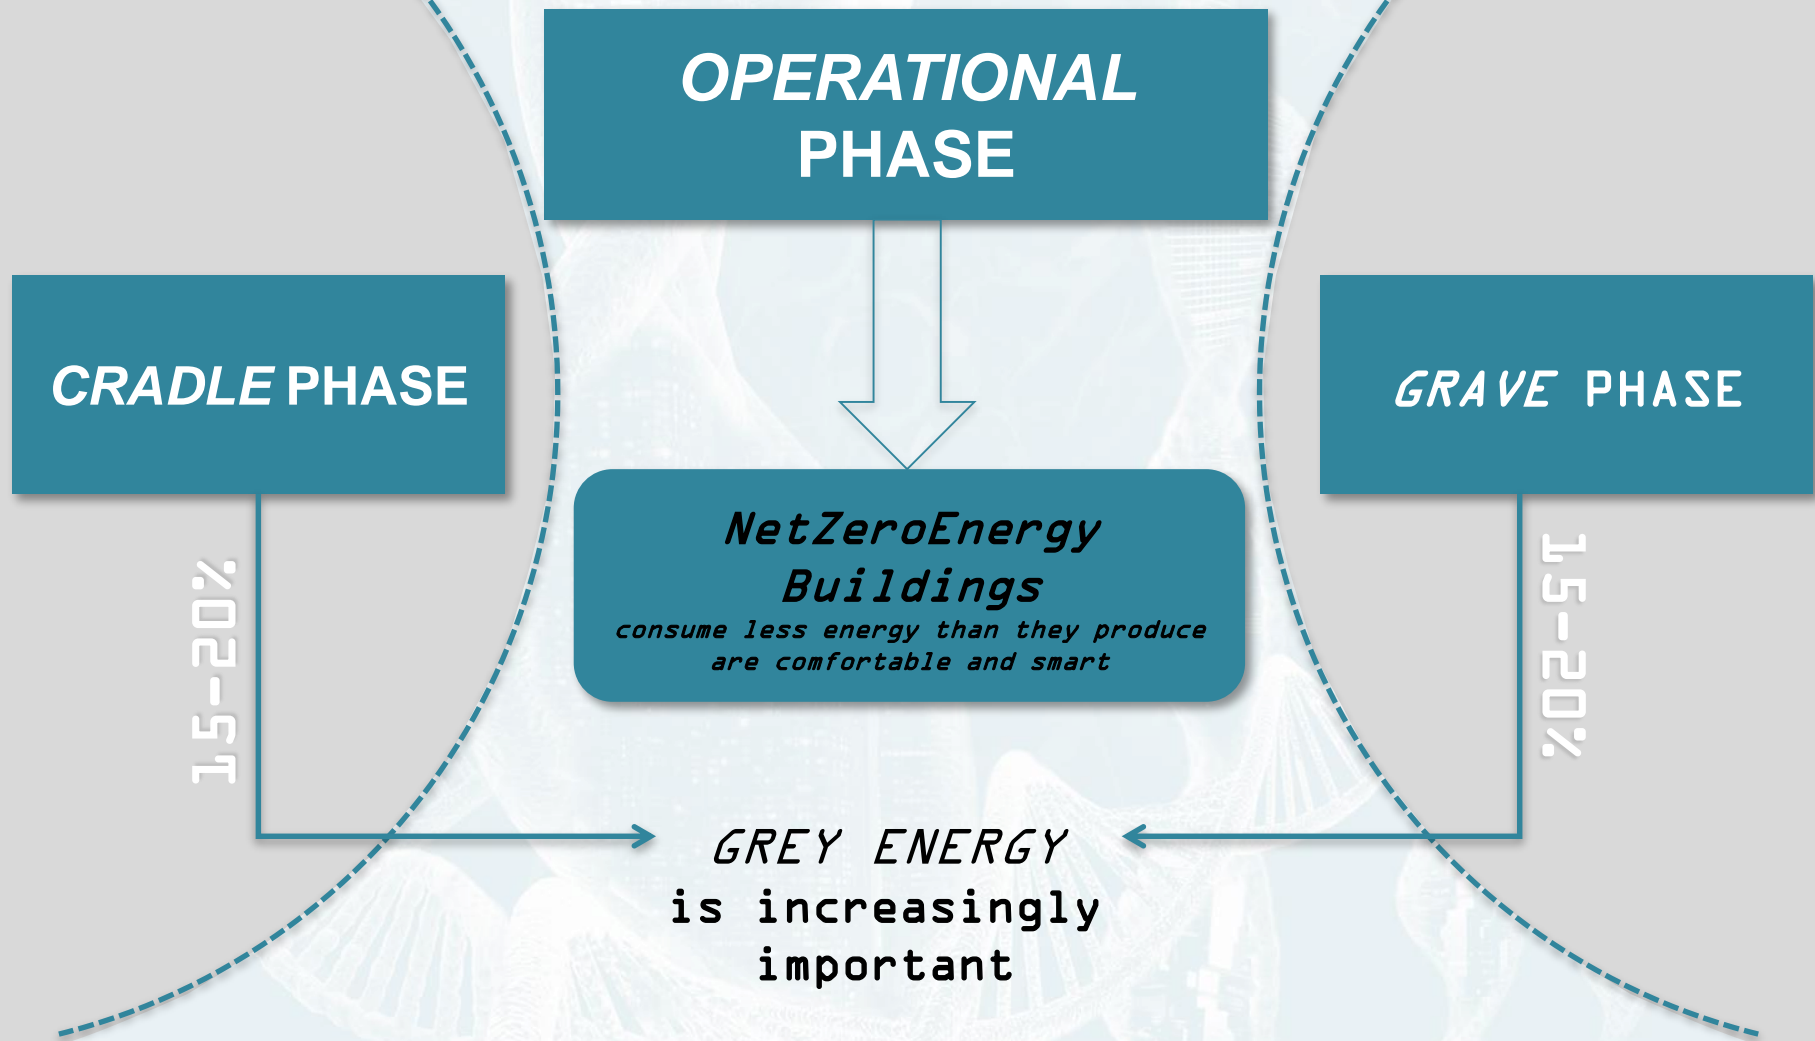 OPERATIONAL
PHASE
CRADLE PHASE
GRAVE PHASE
NetZeroEnergy
Buildings
consume less energy than they produce
are comfortable and smart
15-20%
15-20%
GREY ENERGY
is increasingly
important